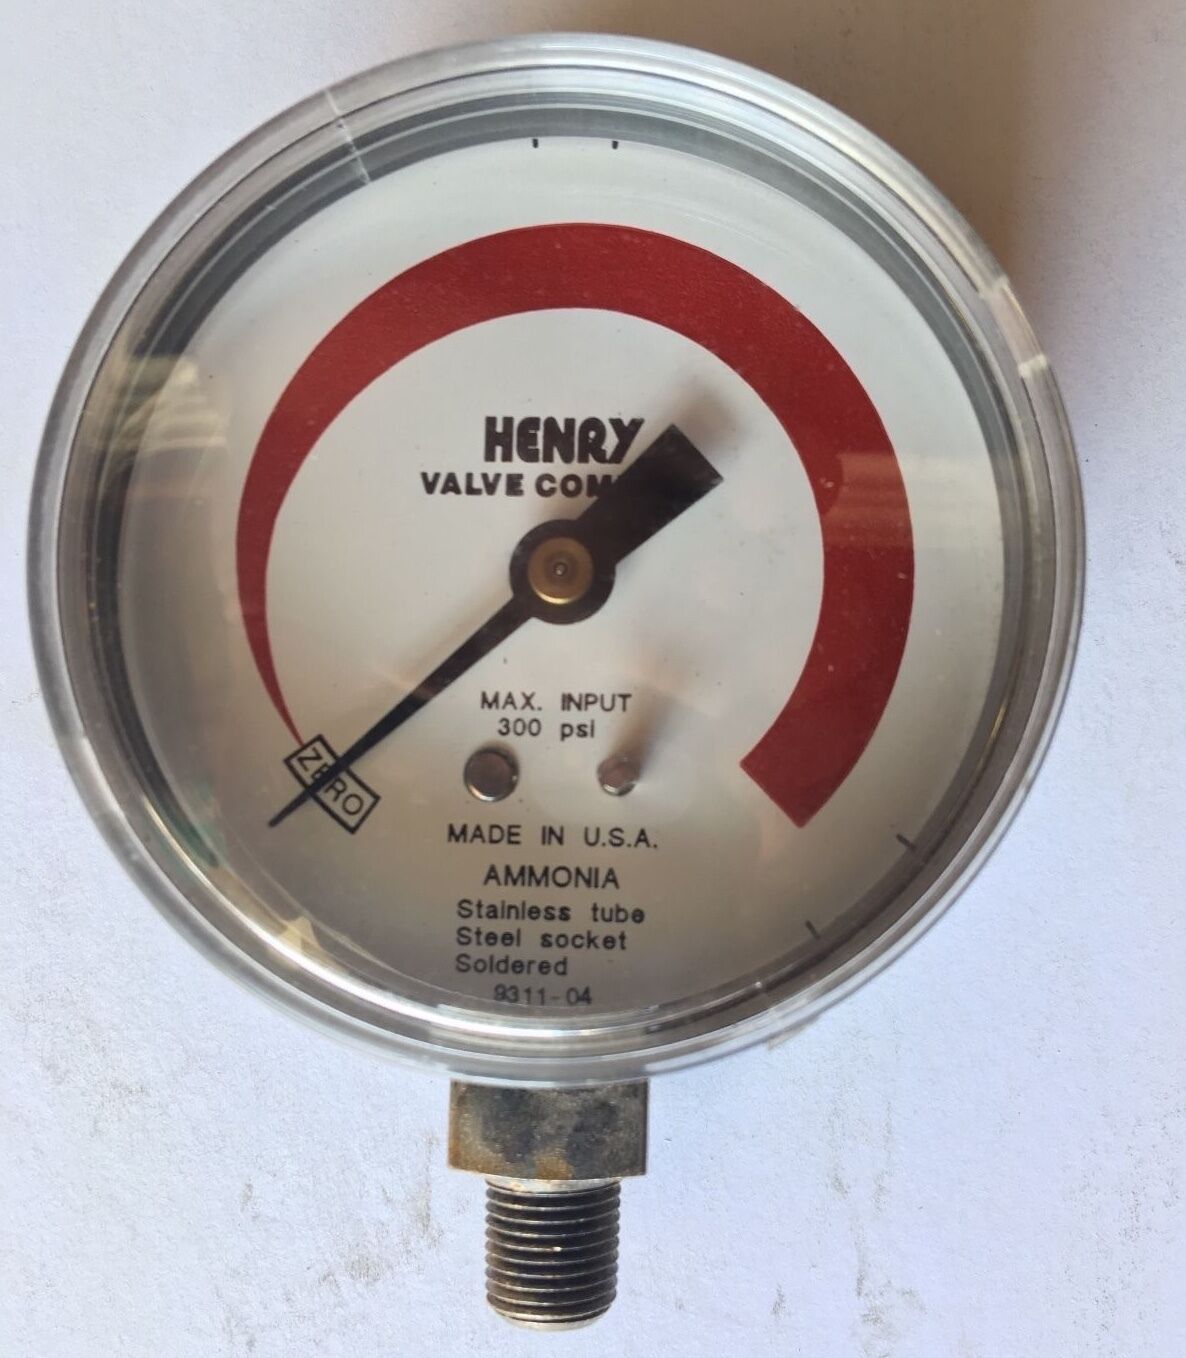 HENRY
VALVE COM
MAX. INPUT
300 psi
ZERO
MADE IN U.S.A.
AMMONIA
Stainless tube
Steel socket
Soldered
9311-04